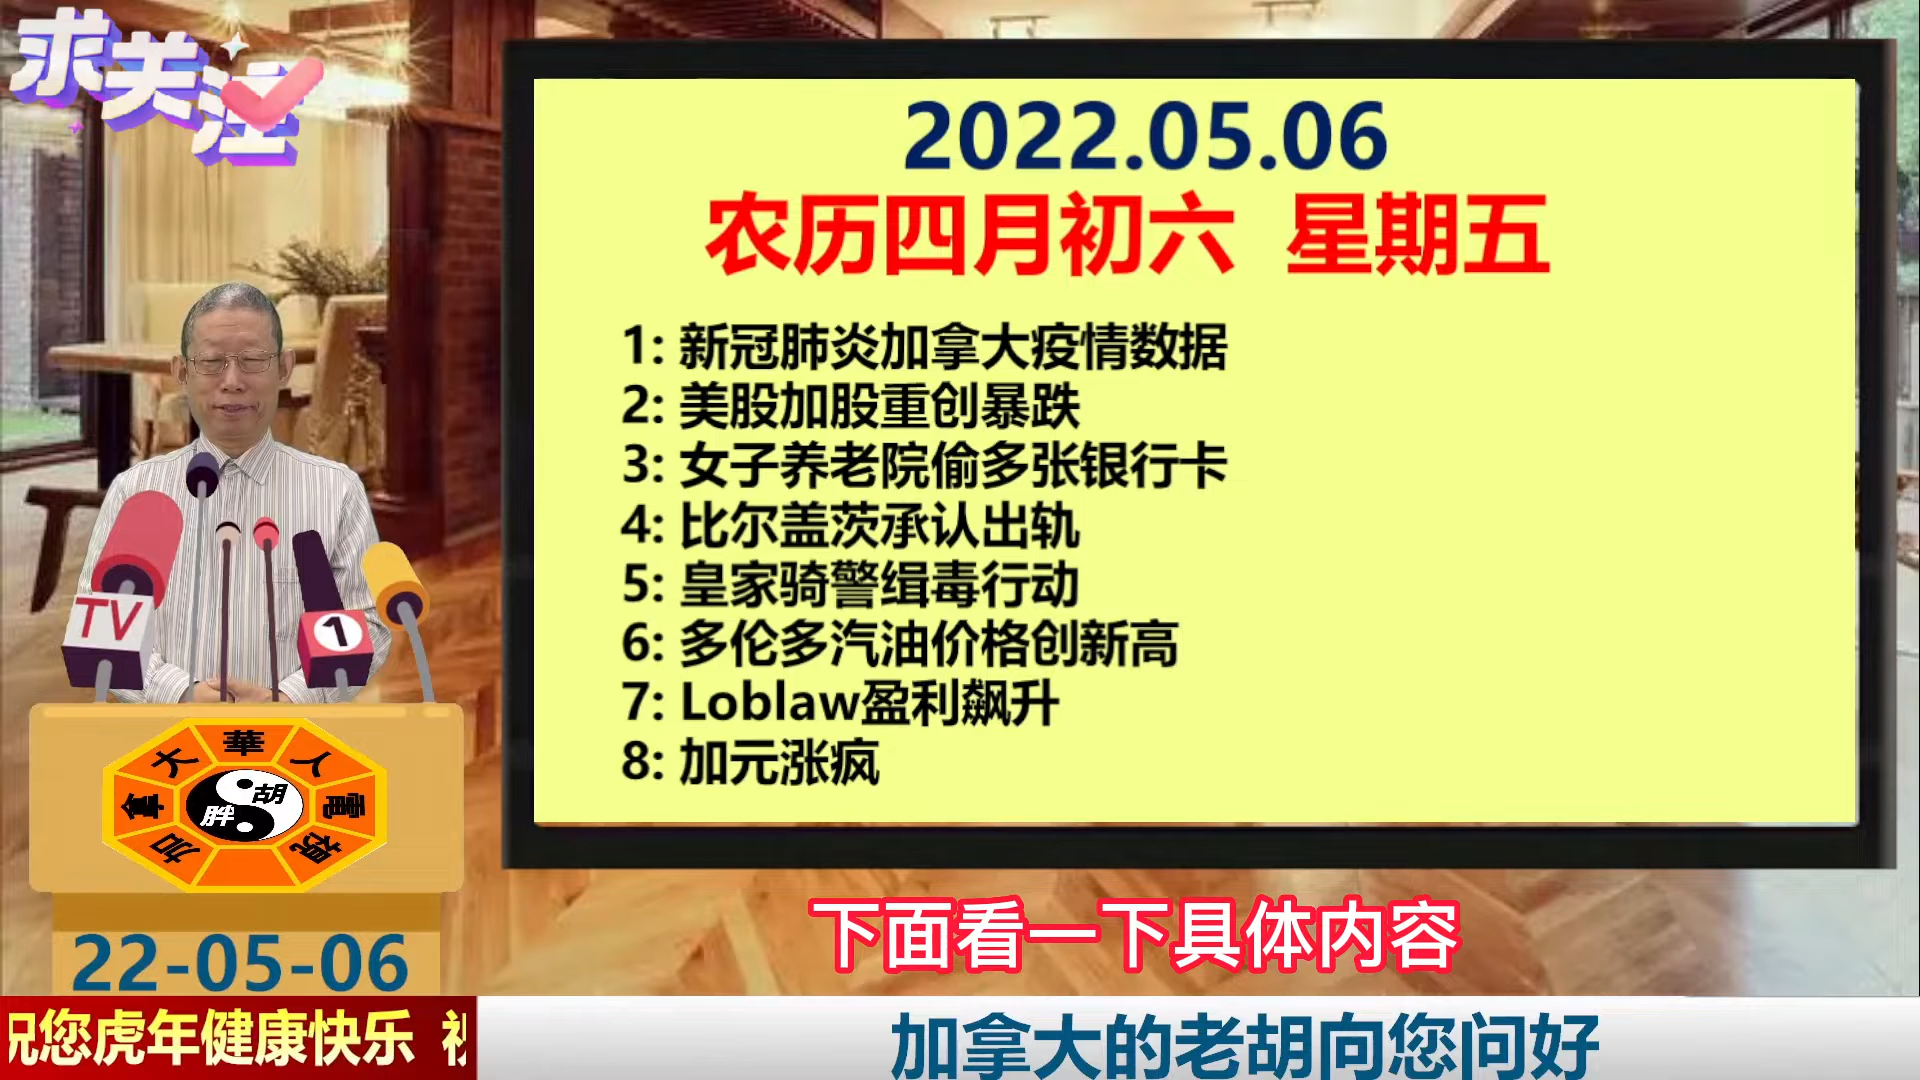 求关注
2022.05.06
农历四月初六 星期五
1: 新冠肺炎加拿大疫情数据
2: 美股加股重创暴跌
3: 女子养老院偷多张银行卡
4: 比尔盖茨承认出轨
5: 皇家骑警缉毒行动
6: 多伦多汽油价格创新高
7: Loblaw盈利飙升
8: 加元涨疯
TV
1
加拿大華人電視
胖胡
22-05-06
下面看一下具体内容
祝您虎年健康快乐 祝
加拿大的老胡向您问好